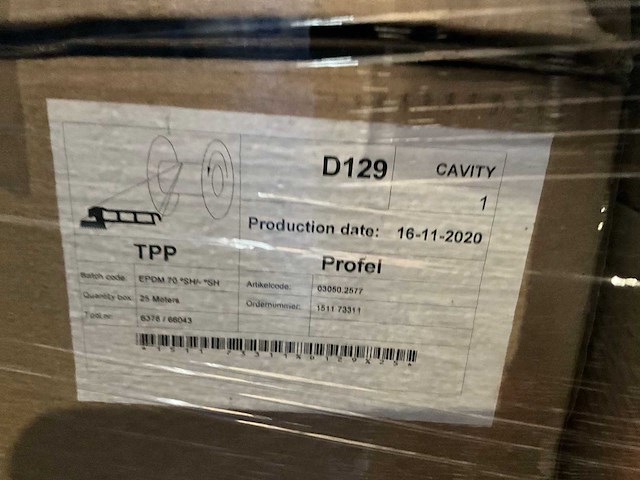 D129 CAVITY
1
Production date: 16-11-2020
TPP Profel
Batch code: EPDM 70 °SH/- °SH
Quantity box: 25 Meters
Artikelcode: 03050.2577
Ordernummer: 1511 73311
6376 / 66043